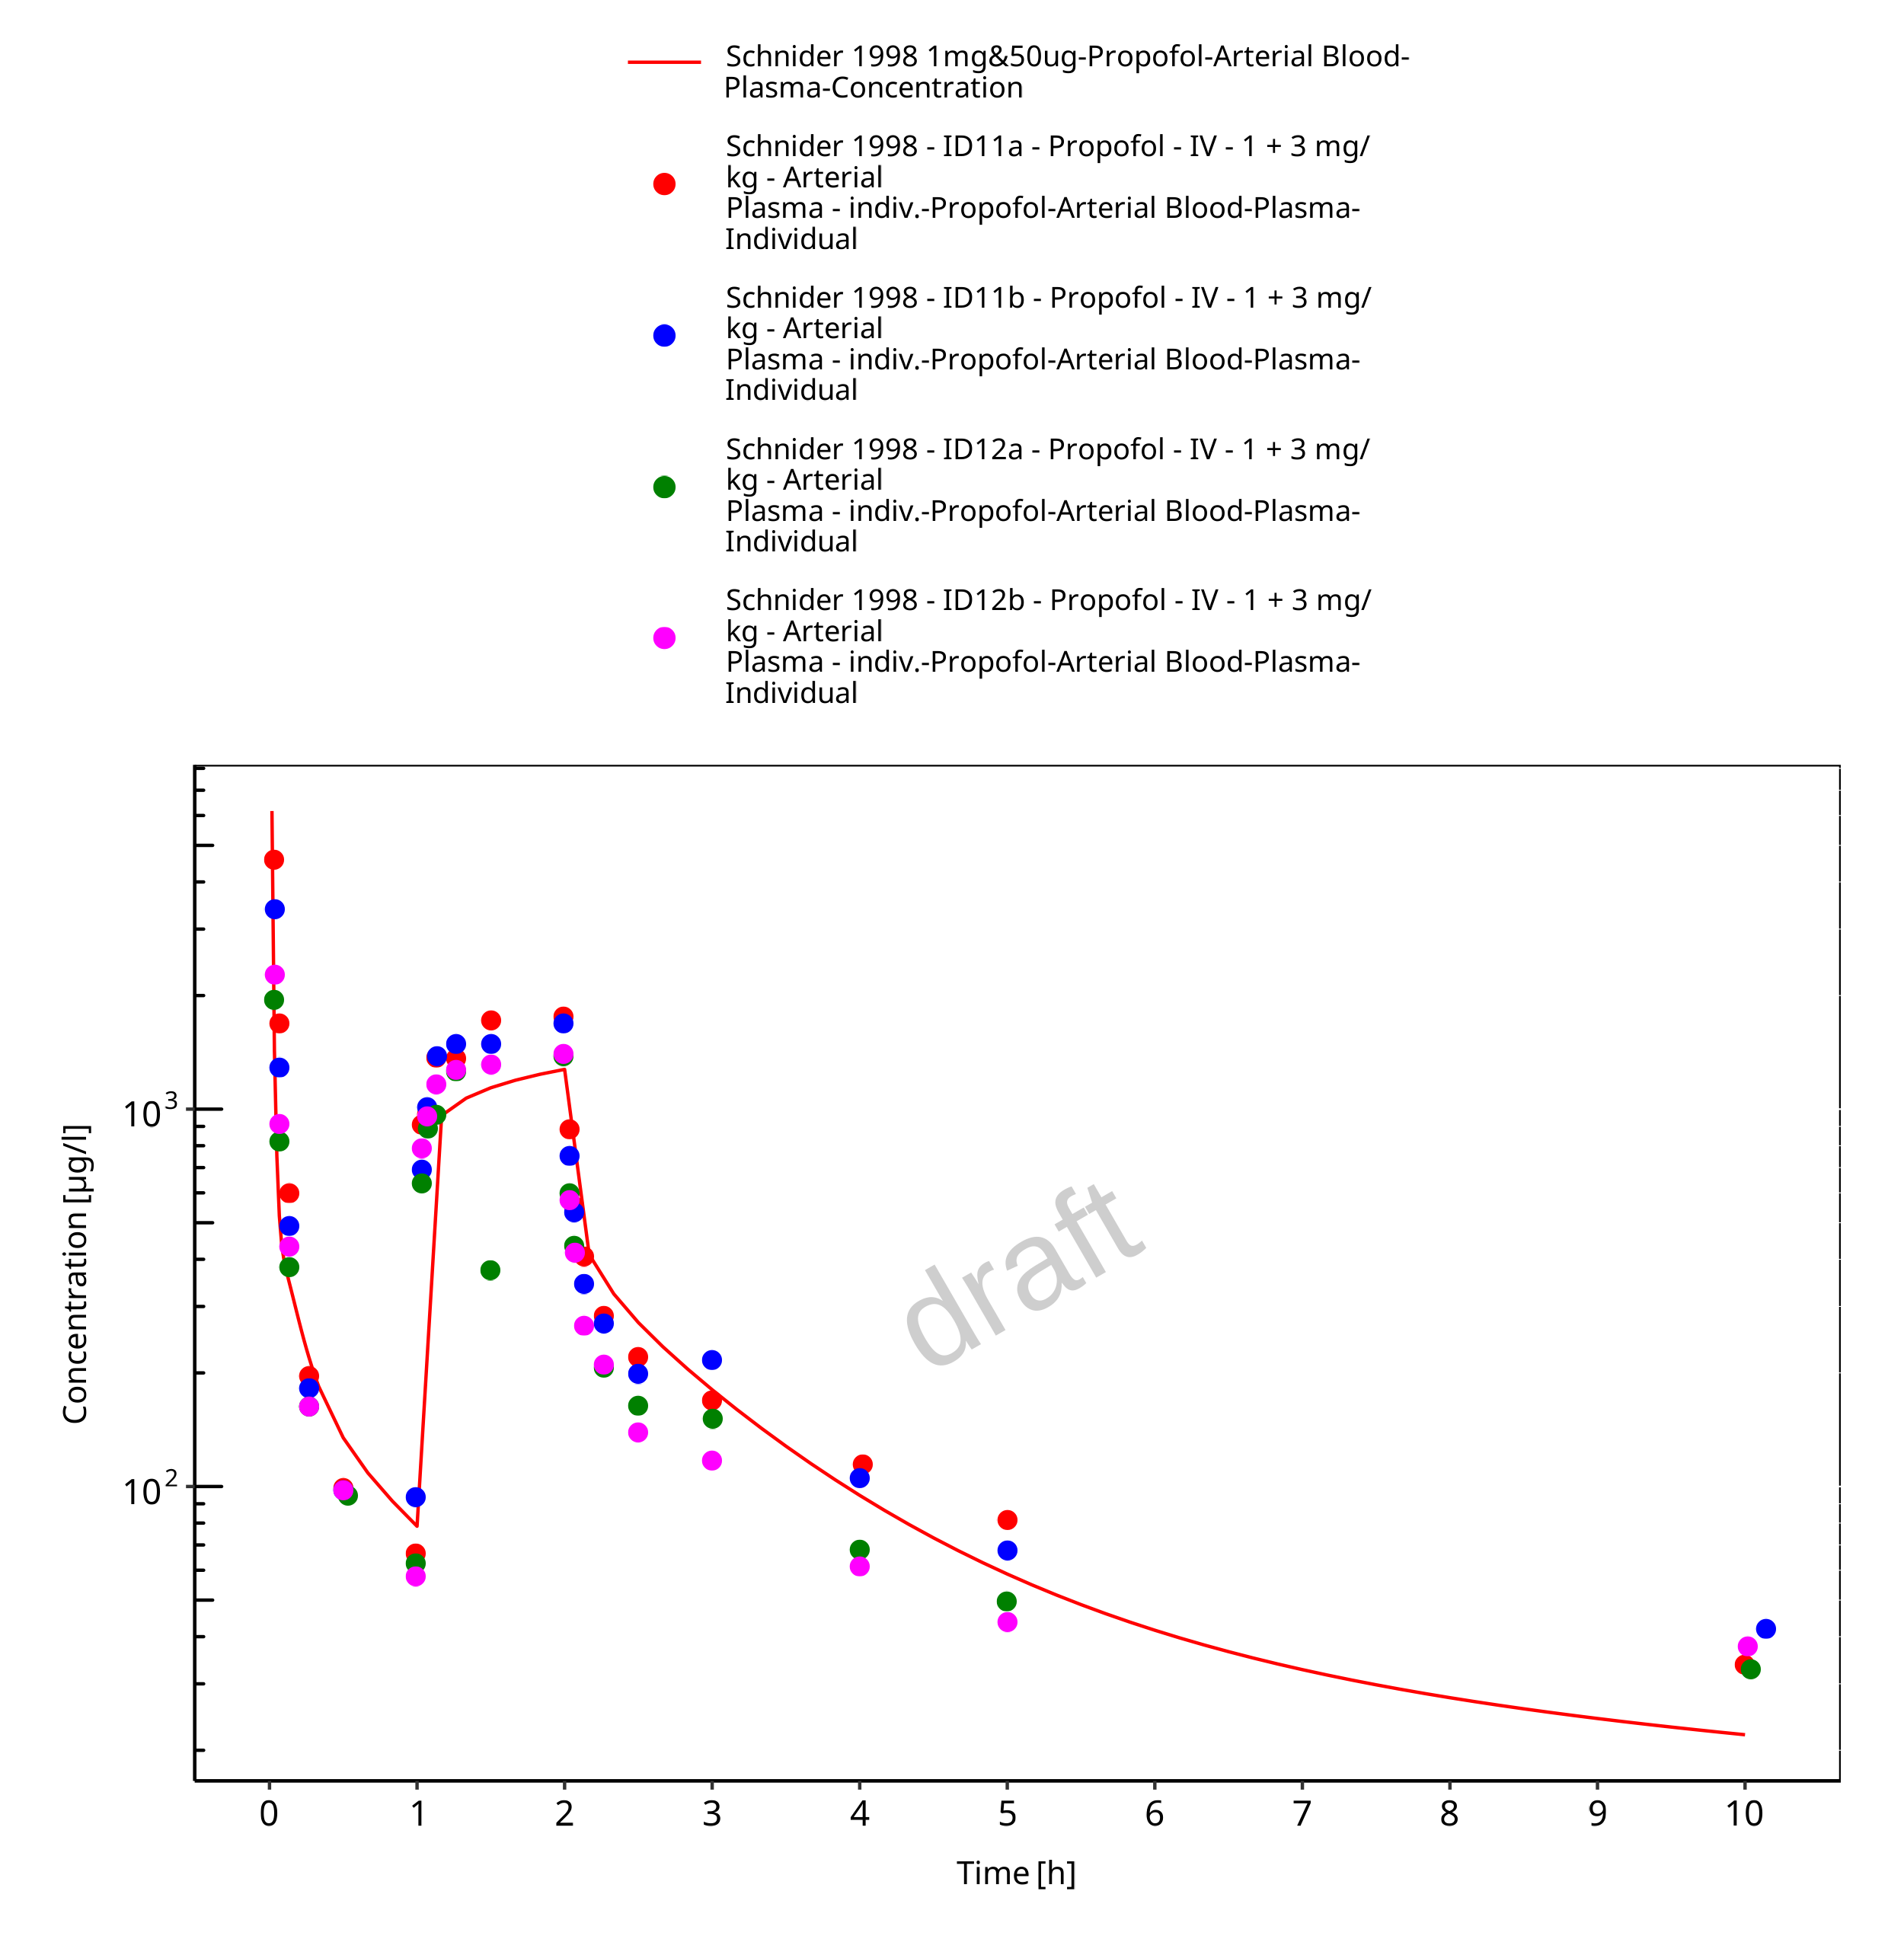 Schnider 1998 1mg&50ug-Propofol-Arterial Blood-
Plasma-Concentration
Schnider 1998 - ID11a - Propofol - IV - 1 + 3 mg/
kg - Arterial
Plasma - indiv.-Propofol-Arterial Blood-Plasma-
Individual
Schnider 1998 - ID11b - Propofol - IV - 1 + 3 mg/
kg - Arterial
Plasma - indiv.-Propofol-Arterial Blood-Plasma-
Individual
Schnider 1998 - ID12a - Propofol - IV - 1 + 3 mg/
kg - Arterial
Plasma - indiv.-Propofol-Arterial Blood-Plasma-
Individual
Schnider 1998 - ID12b - Propofol - IV - 1 + 3 mg/
kg - Arterial
Plasma - indiv.-Propofol-Arterial Blood-Plasma-
Individual
Concentration [µg/l]
10³
10²
draft
0 1 2 3 4 5 6 7 8 9 10
Time [h]